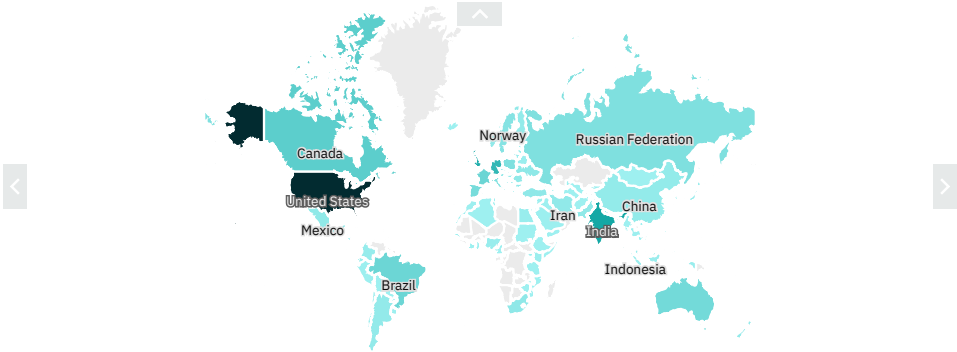 Norway
Russian Federation
Canada
United States
China
Iran
Mexico
India
Indonesia
Brazil